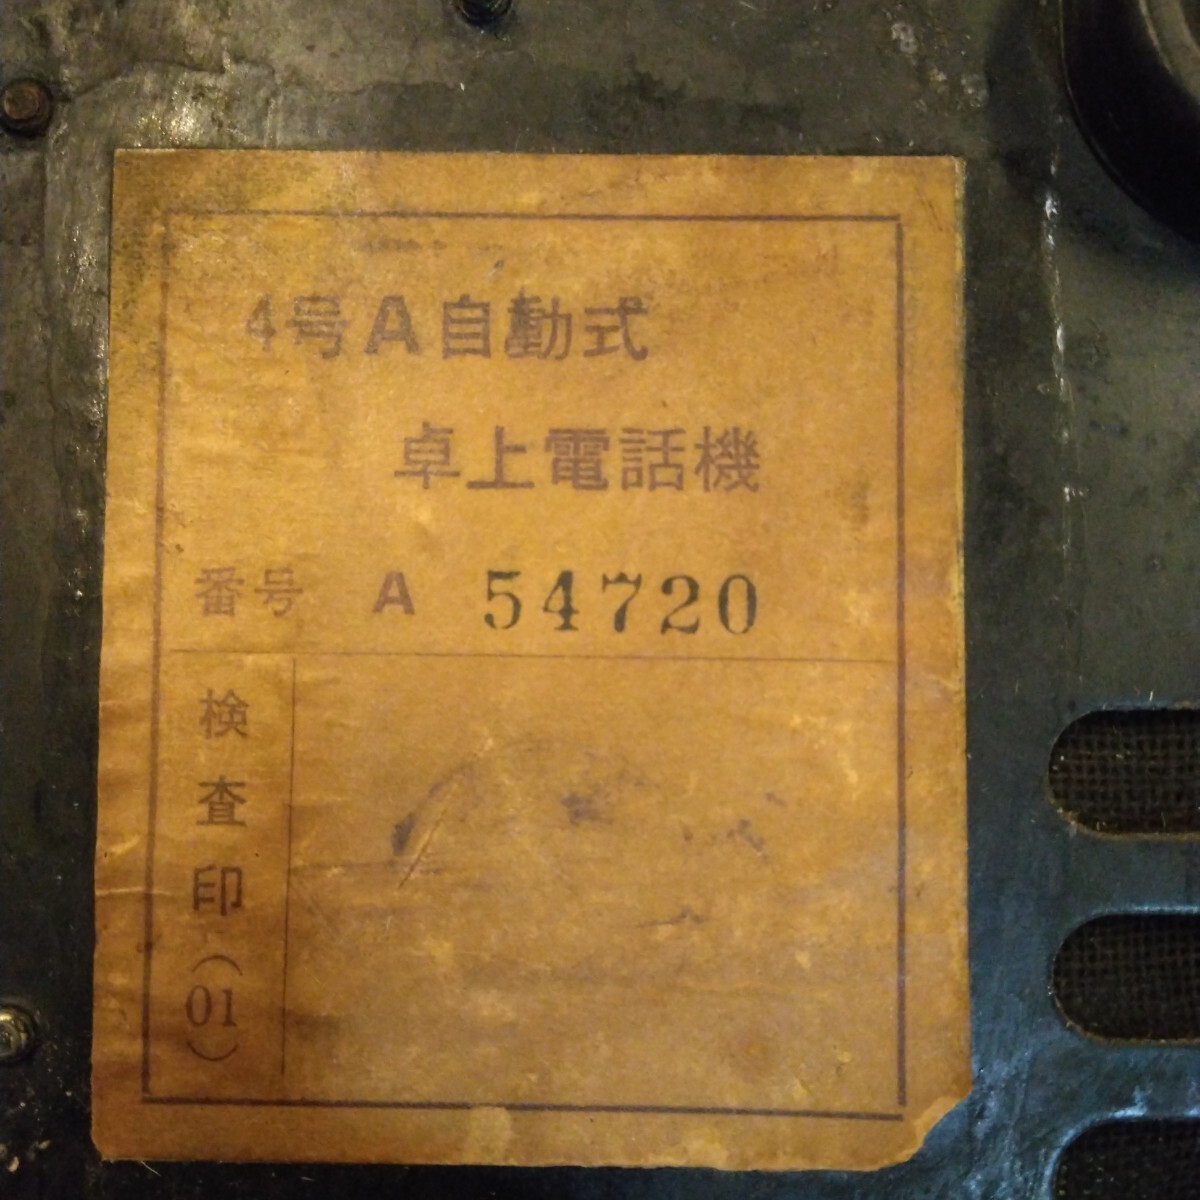 4号A自動式
卓上電話機
番号 A 54720
検査印(01)